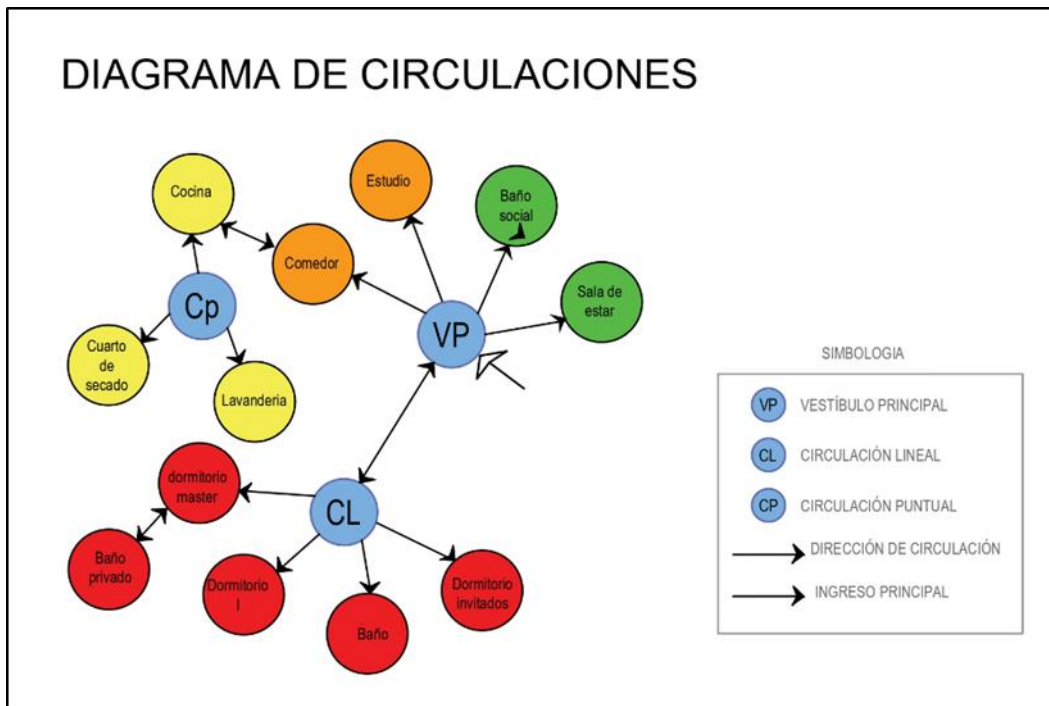 DIAGRAMA DE CIRCULACIONES
Cocina
Estudio
Baño
social
Comedor
Sala de
estar
Cp
VP
Cuarto
de
secado
Lavanderia
dormitorio
master
CL
Baño
privado
Dormitorio
I
Baño
Dormitorio
invitados
SIMBOLOGIA
VP VESTÍBULO PRINCIPAL
CL CIRCULACIÓN LINEAL
CP CIRCULACIÓN PUNTUAL
DIRECCIÓN DE CIRCULACIÓN
INGRESO PRINCIPAL